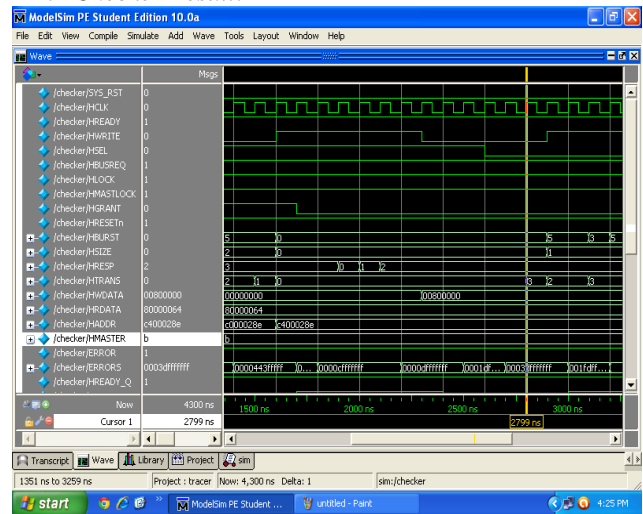 ModelSim PE Student Edition 10.0a
File Edit View Compile Simulate Add Wave Tools Layout Window Help
Wave
Msgs
/checker/SYS_RST 0
/checker/HCLK 0
/checker/HREADY 1
/checker/HWRITE 0
/checker/HSEL 0
/checker/HBUSREQ 1
/checker/HLOCK 1
/checker/HMASTLOCK 1
/checker/HGRANT 0
/checker/HRESETn 1
/checker/HBURST 0 5 0 5 3 5
/checker/HSIZE 0 2 0 1
/checker/HRESP 2 3 0 1 2
/checker/HTRANS 0 2 1 0 3 2 3
/checker/HWDATA 00800000 00000000 00800000
/checker/HRDATA 80000064 80000064
/checker/HADDR c400028e c000028e c400028e
/checker/HMASTER b b
/checker/ERROR 1
/checker/ERRORS 0003dfffffff 0000443fffff 0... 0000cfffffff 0000dfffffff 0001df... 0003dfffffff 001fdff...
/checker/HREADY_Q 1
Now 4300 ns 1500 ns 2000 ns 2500 ns 3000 ns
Cursor 1 2799 ns 2799 ns
Transcript Wave Library Project sim
1351 ns to 3259 ns Project : tracer Now: 4,300 ns Delta: 1 sim:/checker
start ModelSim PE Student ... untitled - Paint 4:25 PM